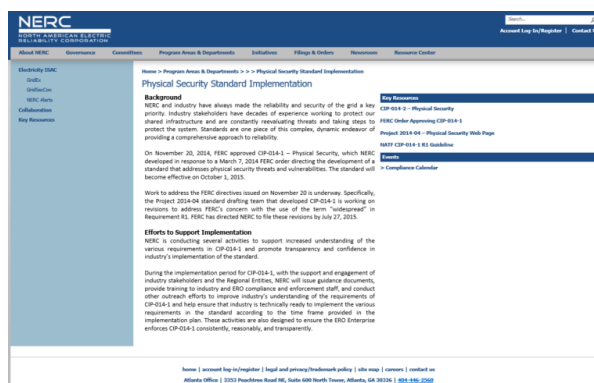 NERC
NORTH AMERICAN ELECTRIC
RELIABILITY CORPORATION
Search...
Account Log-In/Register | Contact
About NERC Governance Committees Program Areas & Departments Initiatives Filings & Orders Newsroom Resource Center
Electricity ISAC
GridEx
GridSecCon
NERC Alerts
Collaboration
Key Resources
Home > Program Areas & Departments > > > Physical Security Standard Implementation
Physical Security Standard Implementation
Background
NERC and industry have always made the reliability and security of the grid a key
priority. Industry stakeholders have decades of experience working to protect our
shared infrastructure and are constantly reevaluating threats and taking steps to
protect the system. Standards are one piece of this complex, dynamic endeavor of
providing a comprehensive approach to reliability.
On November 20, 2014, FERC approved CIP-014-1 – Physical Security, which NERC
developed in response to a March 7, 2014 FERC order directing the development of a
standard that addresses physical security threats and vulnerabilities. The standard will
become effective on October 1, 2015.
Work to address the FERC directives issued on November 20 is underway. Specifically,
the Project 2014-04 standard drafting team that developed CIP-014-1 is working on
revisions to address FERC's concern with the use of the term "widespread" in
Requirement R1. FERC has directed NERC to file these revisions by July 27, 2015.
Efforts to Support Implementation
NERC is conducting several activities to support increased understanding of the
various requirements in CIP-014-1 and promote transparency and confidence in
industry's implementation of the standard.
During the implementation period for CIP-014-1, with the support and engagement of
industry stakeholders and the Regional Entities, NERC will issue guidance documents,
provide training to industry and ERO compliance and enforcement staff, and conduct
other outreach efforts to improve industry's understanding of the requirements of
CIP-014-1 and help ensure that industry is technically ready to implement the various
requirements in the standard according to the time frame provided in the
implementation plan. These activities are also designed to ensure the ERO Enterprise
enforces CIP-014-1 consistently, reasonably, and transparently.
Key Resources
CIP-014-2 – Physical Security
FERC Order Approving CIP-014-1
Project 2014-04 – Physical Security Web Page
NATF CIP-014-1 R1 Guideline
Events
> Compliance Calendar
home | account log-in/register | legal and privacy/trademark policy | site map | careers | contact us
Atlanta Office | 3353 Peachtree Road NE, Suite 600 North Tower, Atlanta, GA 30326 | 404-446-2560